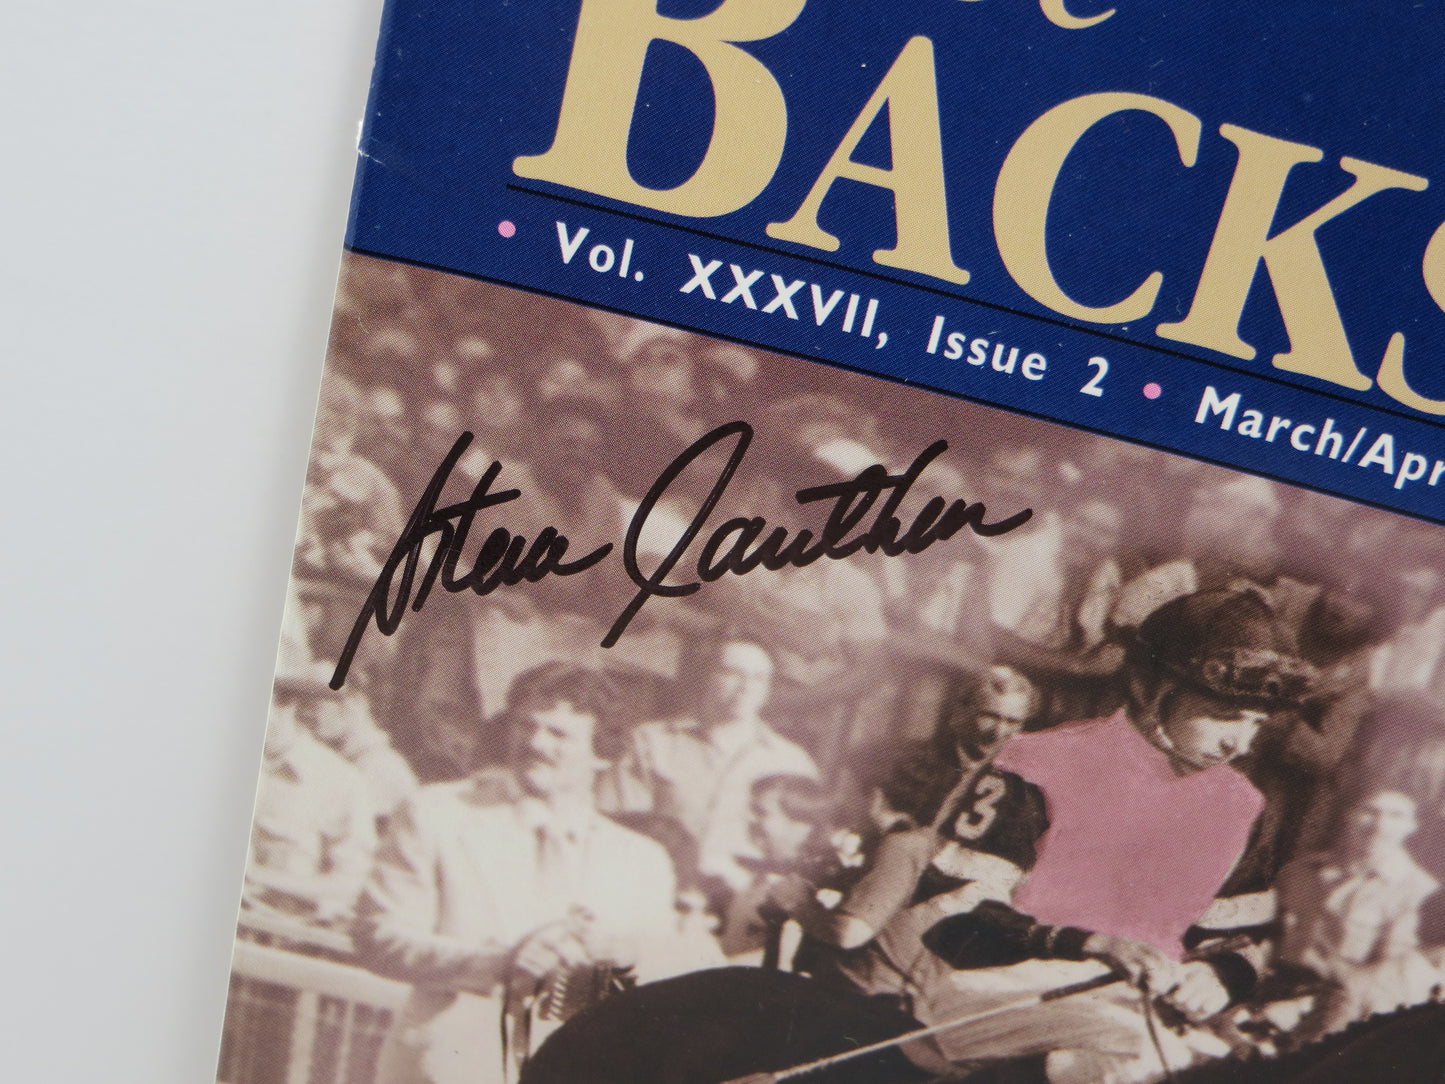 BACKS
• Vol. XXXVII, Issue 2 • March/Apr
Steve Cauthen
3